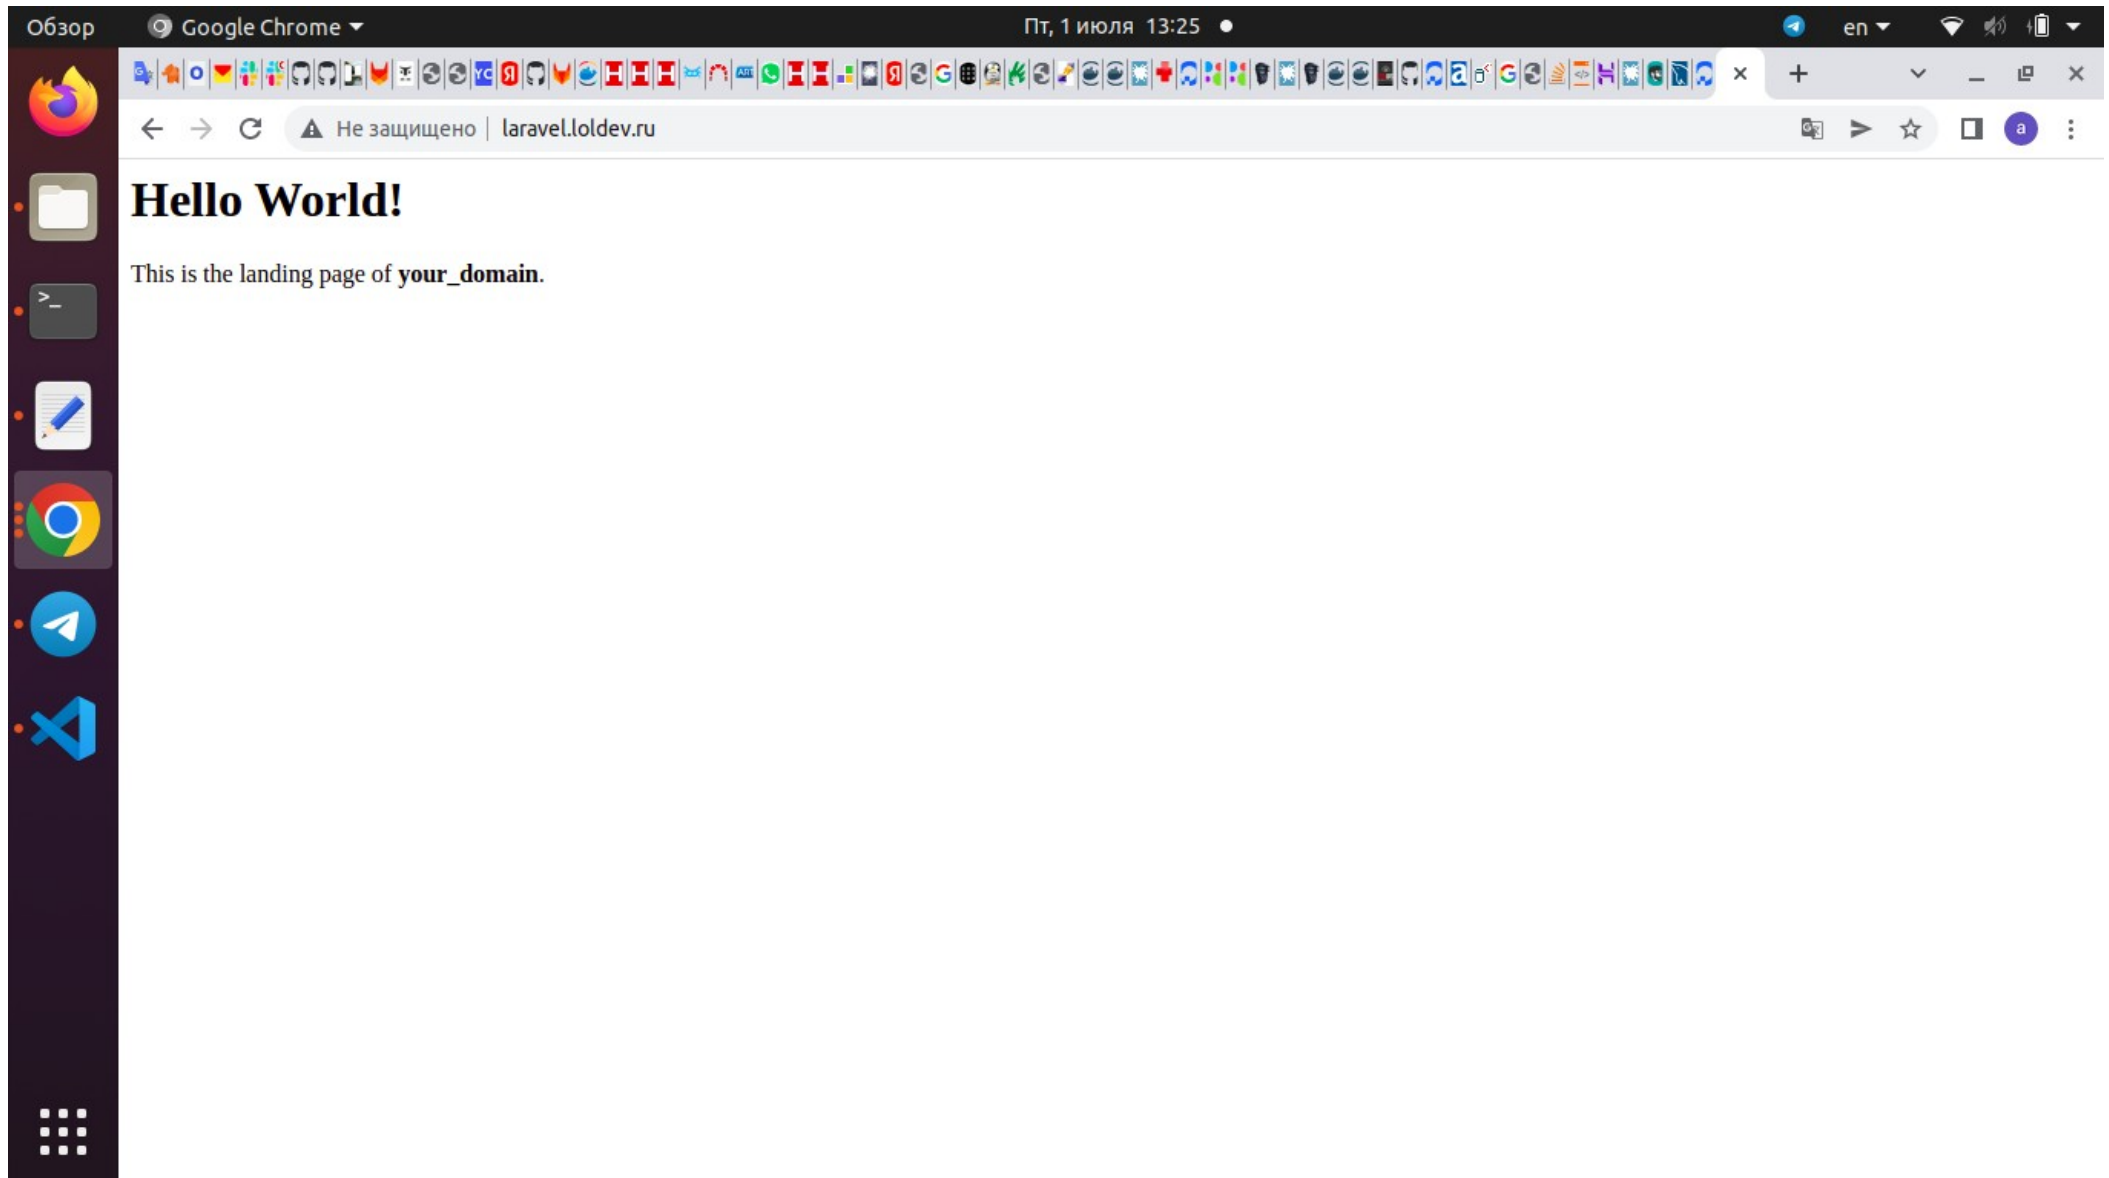 Обзор Google Chrome Пт, 1 июля 13:25 en
Не защищено laravel.loldev.ru a
Hello World!
This is the landing page of your_domain.